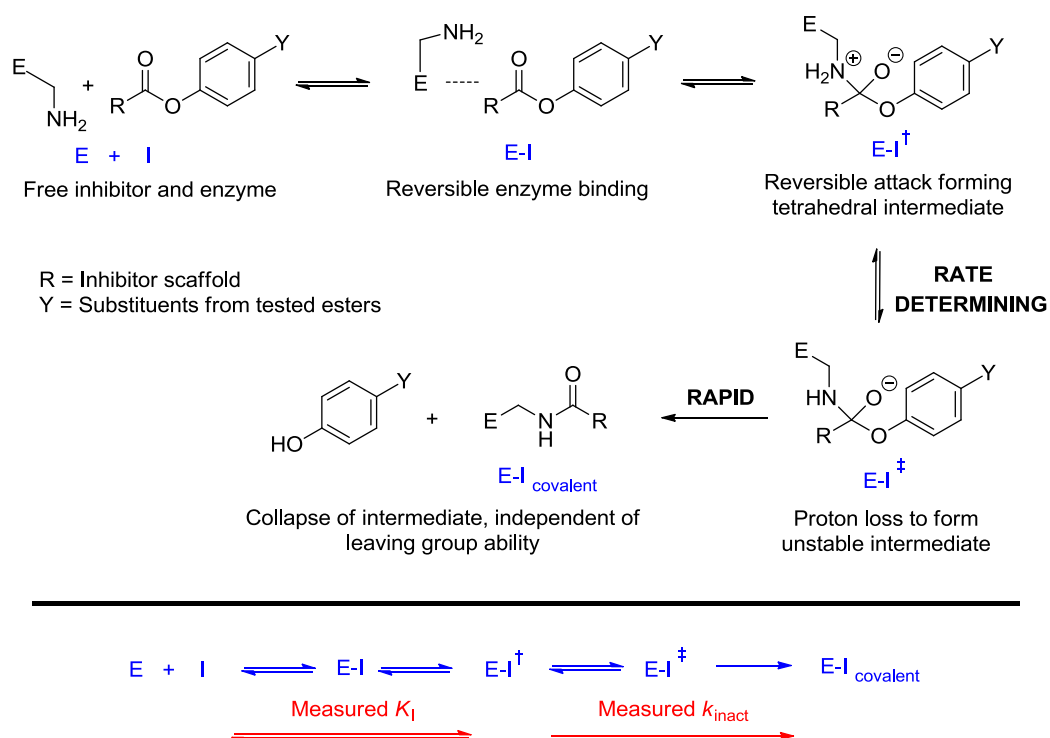 E
NH₂
+
R
O
O
Y
E + I
Free inhibitor and enzyme
NH₂
E
R
O
O
Y
E-I
Reversible enzyme binding
E
H₂N
⊕
O
⊖
R
O
Y
E-I†
Reversible attack forming
tetrahedral intermediate
R = Inhibitor scaffold
Y = Substituents from tested esters
RATE
DETERMINING
HO
Y
+
E
N
H
O
R
E-I covalent
Collapse of intermediate, independent of
leaving group ability
RAPID
E
HN
O
⊖
R
O
Y
E-I‡
Proton loss to form
unstable intermediate
E + I E-I E-I† E-I‡ E-I covalent
Measured K_I Measured k_inact